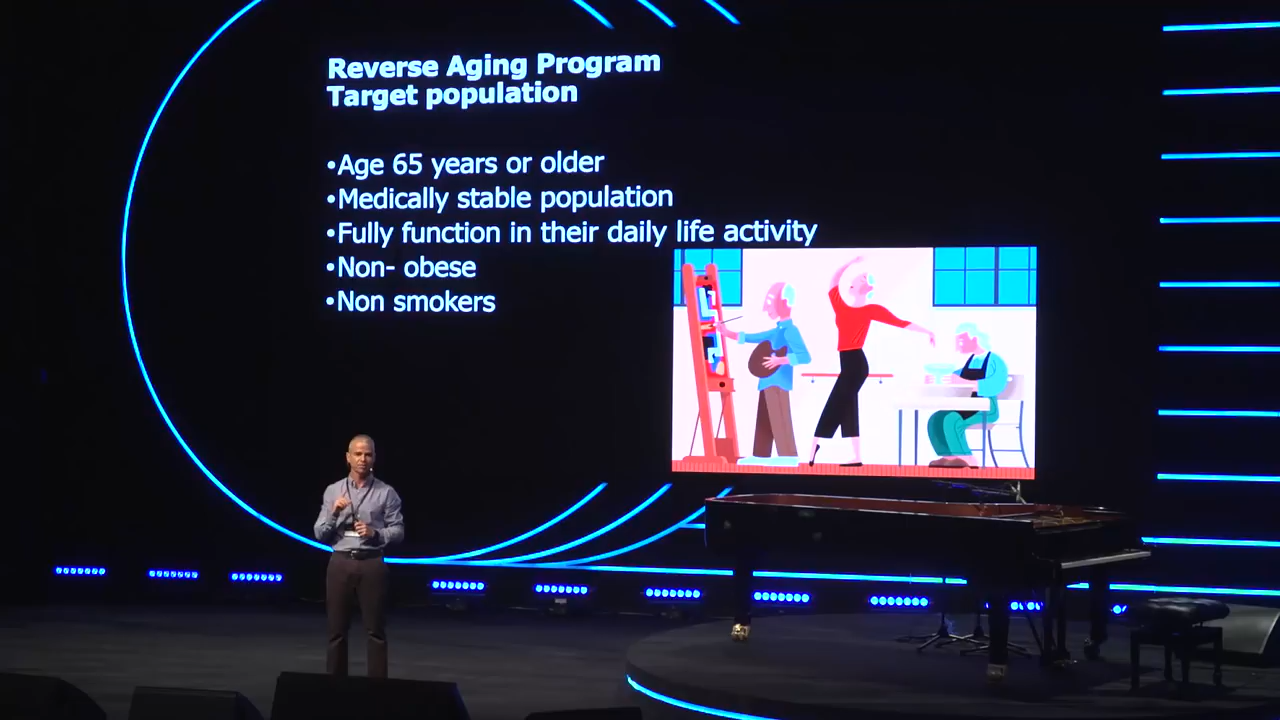 Reverse Aging Program
Target population
•Age 65 years or older
•Medically stable population
•Fully function in their daily life activity
•Non- obese
•Non smokers